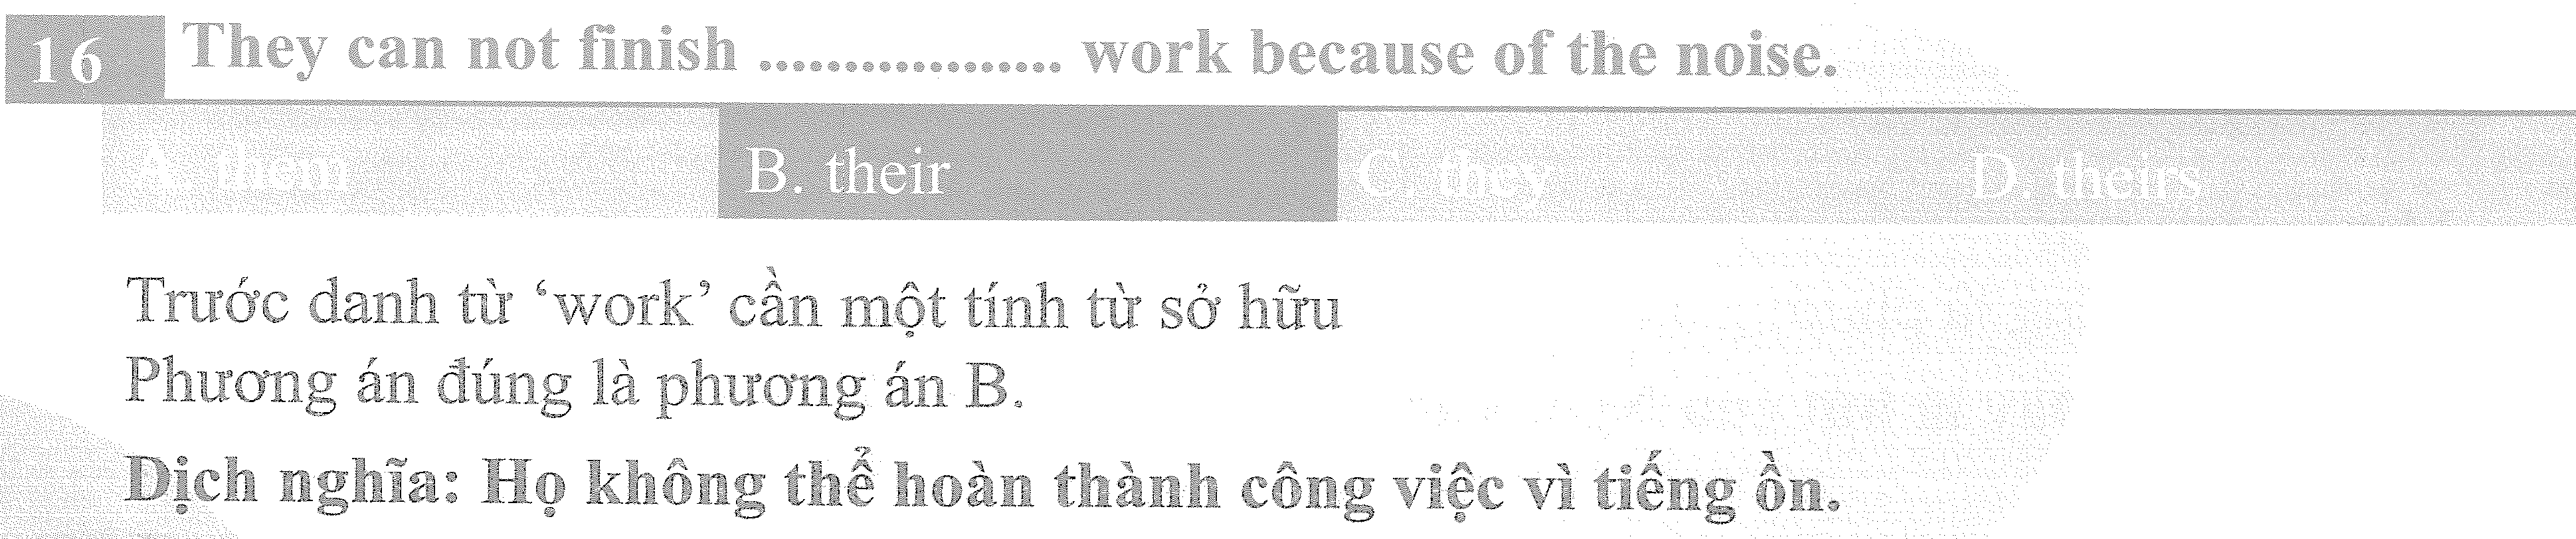 16 They can not finish ................. work because of the noise.
A. them B. their C. they D. theirs
Trước danh từ ‘work’ cần một tính từ sở hữu
Phương án đúng là phương án B.
Dịch nghĩa: Họ không thể hoàn thành công việc vì tiếng ồn.